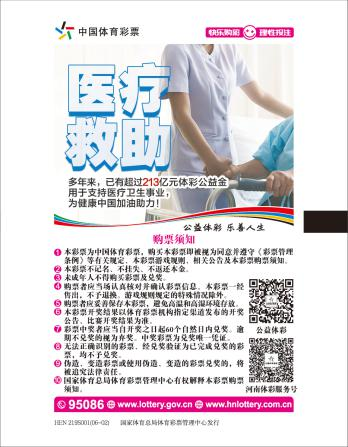 中国体育彩票
快乐购彩 理性投注
医疗
救助
多年来，已有超过213亿元体彩公益金
用于支持医疗卫生事业，
为健康中国加油助力！
公益体彩 乐善人生
购票须知
1 本彩票为中国体育彩票，购买本彩票即被视为同意并遵守《彩票管理
条例》等有关规定、本彩票游戏规则、相关公告及本彩票购票须知。
2 本彩票不记名、不挂失、不退还本金。
3 未成年人不得购买彩票及兑奖。
4 购票者应当场认真核对并确认彩票信息。本彩票一经
售出，不予退换，游戏规则规定的特殊情况除外。
5 购票者应妥善保存本彩票，避免高温和高湿环境存放。
6 本彩票开奖结果以体育彩票机构指定渠道发布的开奖
公告、比赛开奖结果为准。
7 彩票中奖者应当自开奖之日起60个自然日内兑奖。逾
期不兑奖的视为弃奖。中奖彩票为兑奖唯一凭证。
8 无法正确识别的彩票、经兑奖验证为已完成兑奖的彩
票，均不予兑奖。
9 伪造、变造彩票或使用伪造、变造的彩票兑奖的，将
被追究法律责任。
10 国家体育总局体育彩票管理中心有权解释本彩票购票
须知。
公益体彩
河南体彩服务号
95086 www.lottery.gov.cn www.hnlottery.com
HEN 2195001(06-02) 国家体育总局体育彩票管理中心发行